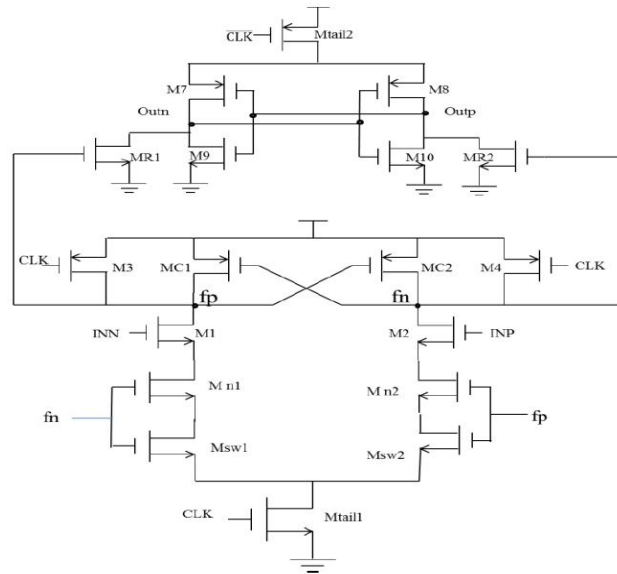 CLK
Mtail2
M7
M8
Outn
Outp
MR1
M9
M10
MR2
CLK
M3
MC1
MC2
M4
CLK
fp
fn
INN
M1
M2
INP
M n1
M n2
fn
fp
Msw1
Msw2
CLK
Mtail1